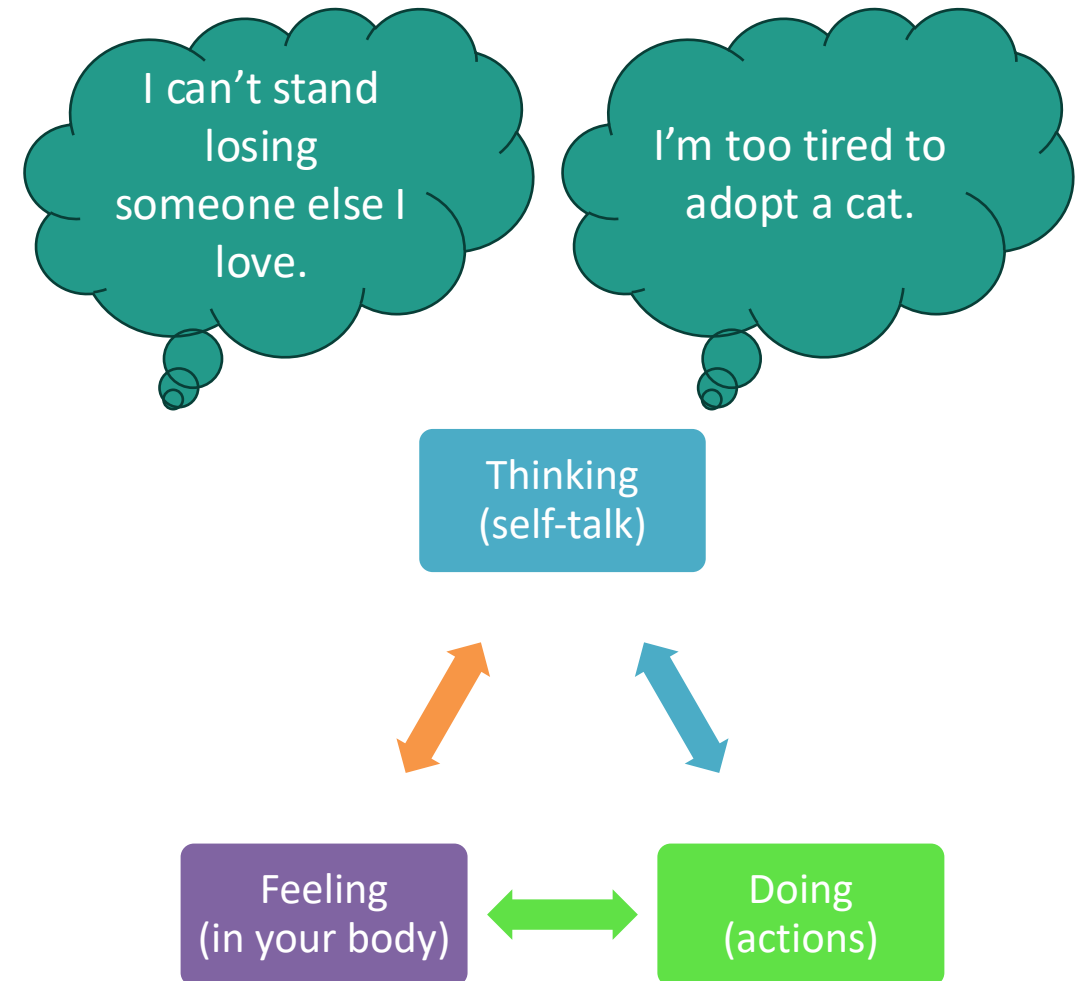 I can’t stand
losing
someone else I
love.
I’m too tired to
adopt a cat.
Thinking
(self-talk)
Feeling
(in your body)
Doing
(actions)